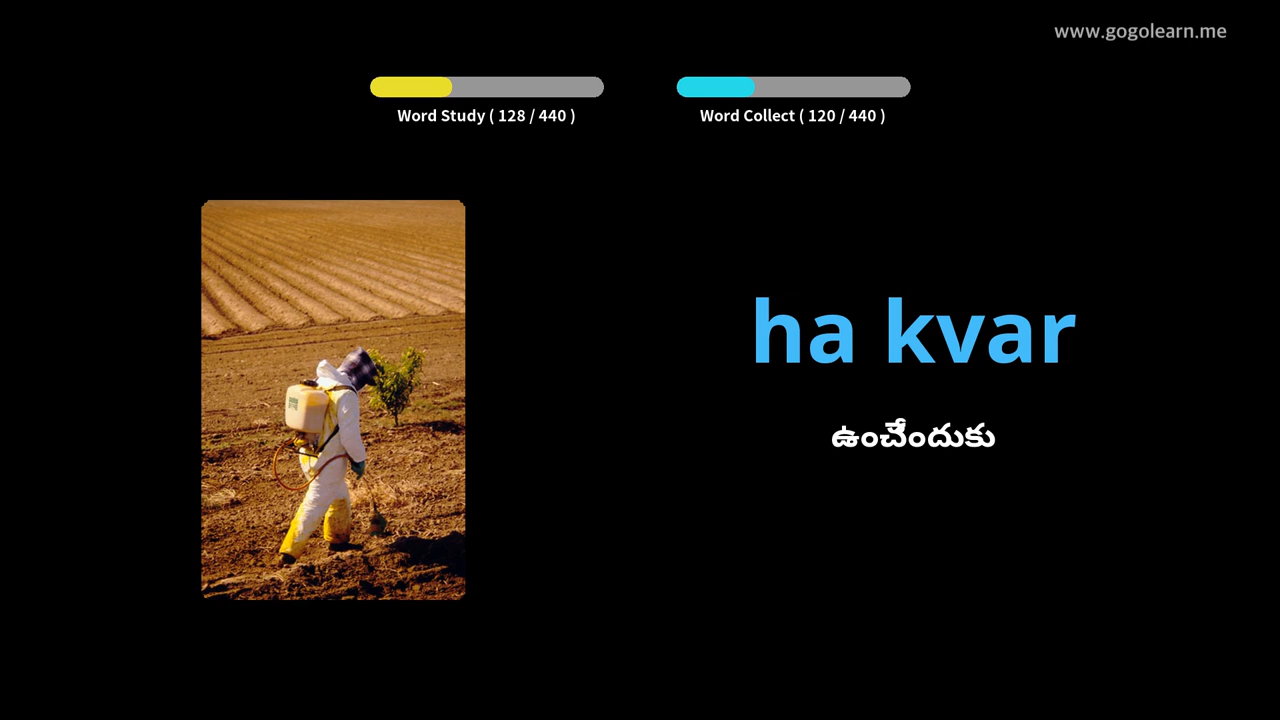 www.gogolearn.me
Word Study ( 128 / 440 )
Word Collect ( 120 / 440 )
ha kvar
ఉంచేందుకు